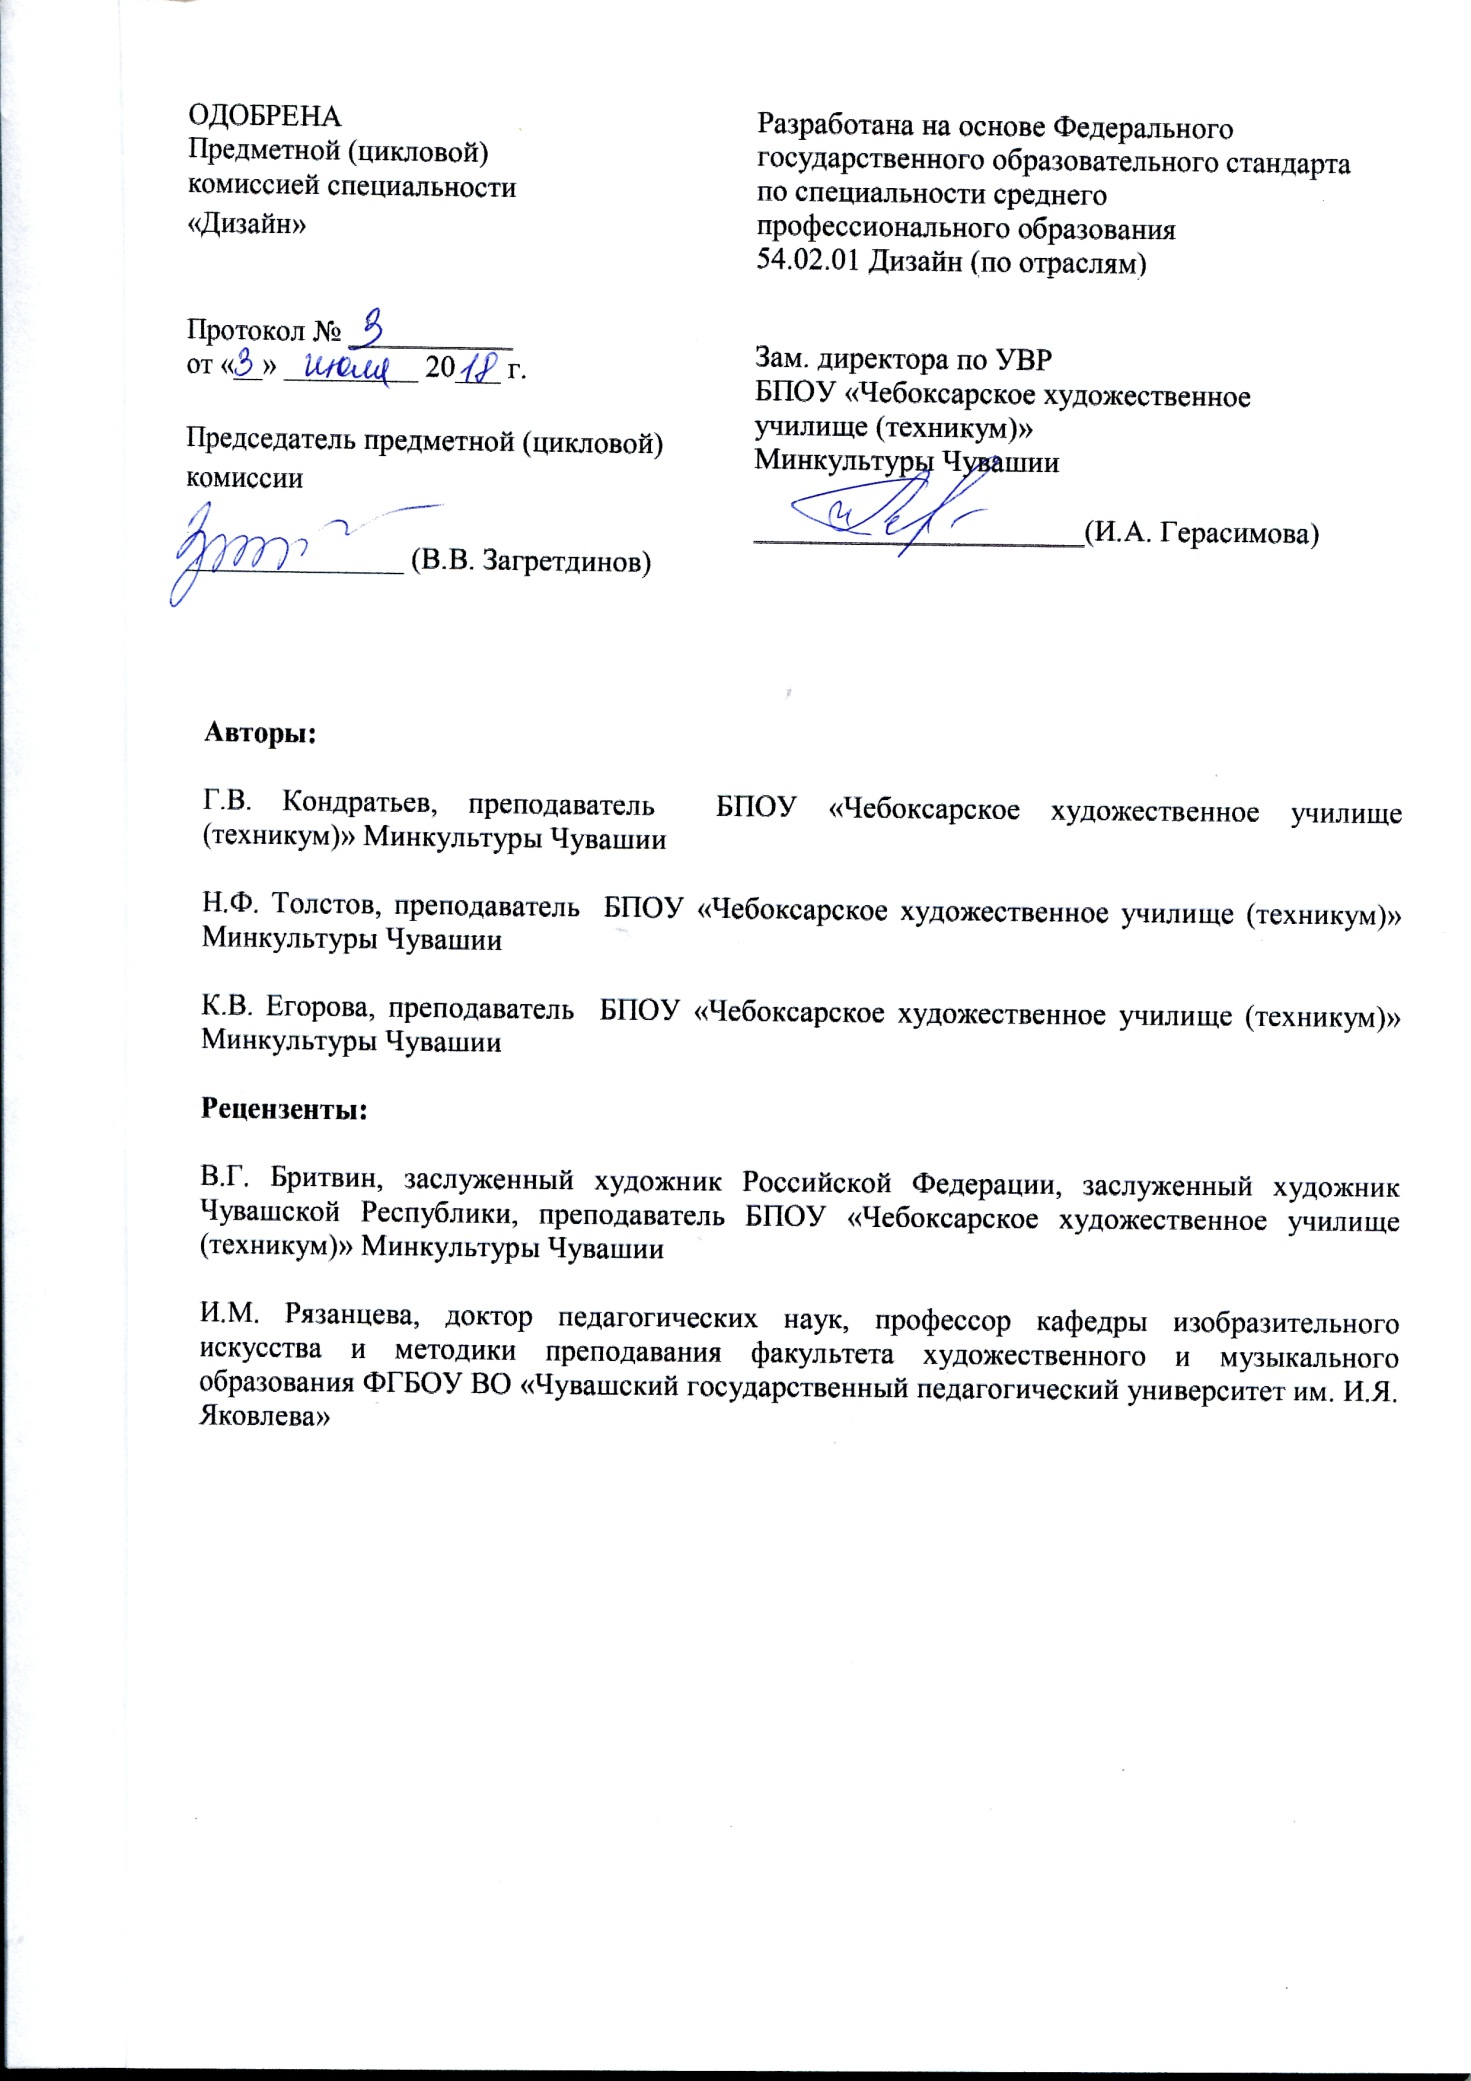 ОДОБРЕНА
Предметной (цикловой)
комиссией специальности
«Дизайн»
Протокол № 3
от «3» июля 2018 г.
Председатель предметной (цикловой)
комиссии
(В.В. Загретдинов)
Разработана на основе Федерального
государственного образовательного стандарта
по специальности среднего
профессионального образования
54.02.01 Дизайн (по отраслям)
Зам. директора по УВР
БПОУ «Чебоксарское художественное
училище (техникум)»
Минкультуры Чувашии
(И.А. Герасимова)
Авторы:
Г.В. Кондратьев, преподаватель БПОУ «Чебоксарское художественное училище
(техникум)» Минкультуры Чувашии
Н.Ф. Толстов, преподаватель БПОУ «Чебоксарское художественное училище (техникум)»
Минкультуры Чувашии
К.В. Егорова, преподаватель БПОУ «Чебоксарское художественное училище (техникум)»
Минкультуры Чувашии
Рецензенты:
В.Г. Бритвин, заслуженный художник Российской Федерации, заслуженный художник
Чувашской Республики, преподаватель БПОУ «Чебоксарское художественное училище
(техникум)» Минкультуры Чувашии
И.М. Рязанцева, доктор педагогических наук, профессор кафедры изобразительного
искусства и методики преподавания факультета художественного и музыкального
образования ФГБОУ ВО «Чувашский государственный педагогический университет им. И.Я.
Яковлева»